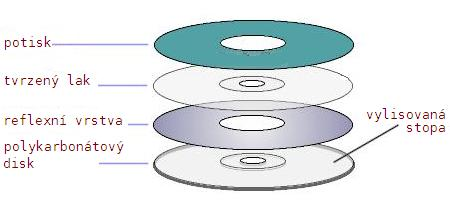 potisk
tvrzený lak
reflexní vrstva
polykarbonátový
disk
vylisovaná
stopa